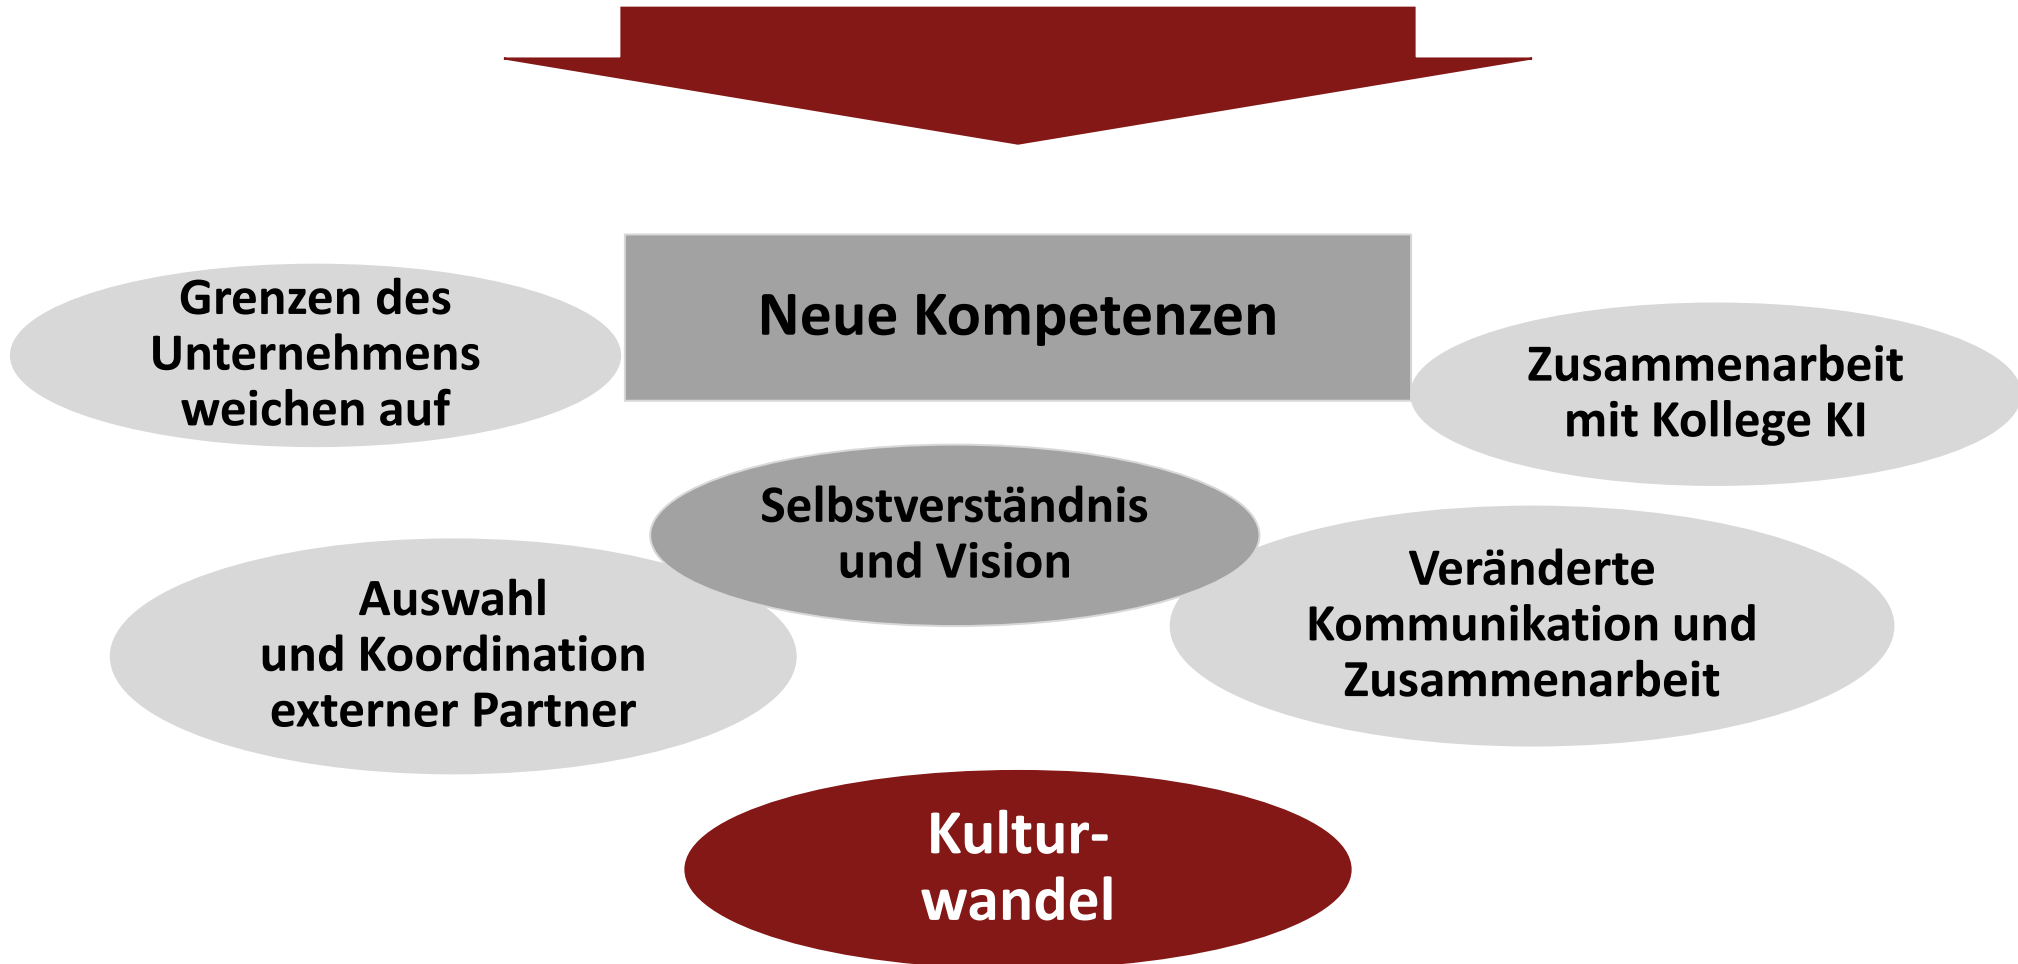 Neue Kompetenzen
Grenzen des
Unternehmens
weichen auf
Zusammenarbeit
mit Kollege KI
Selbstverständnis
und Vision
Auswahl
und Koordination
externer Partner
Veränderte
Kommunikation und
Zusammenarbeit
Kultur-
wandel